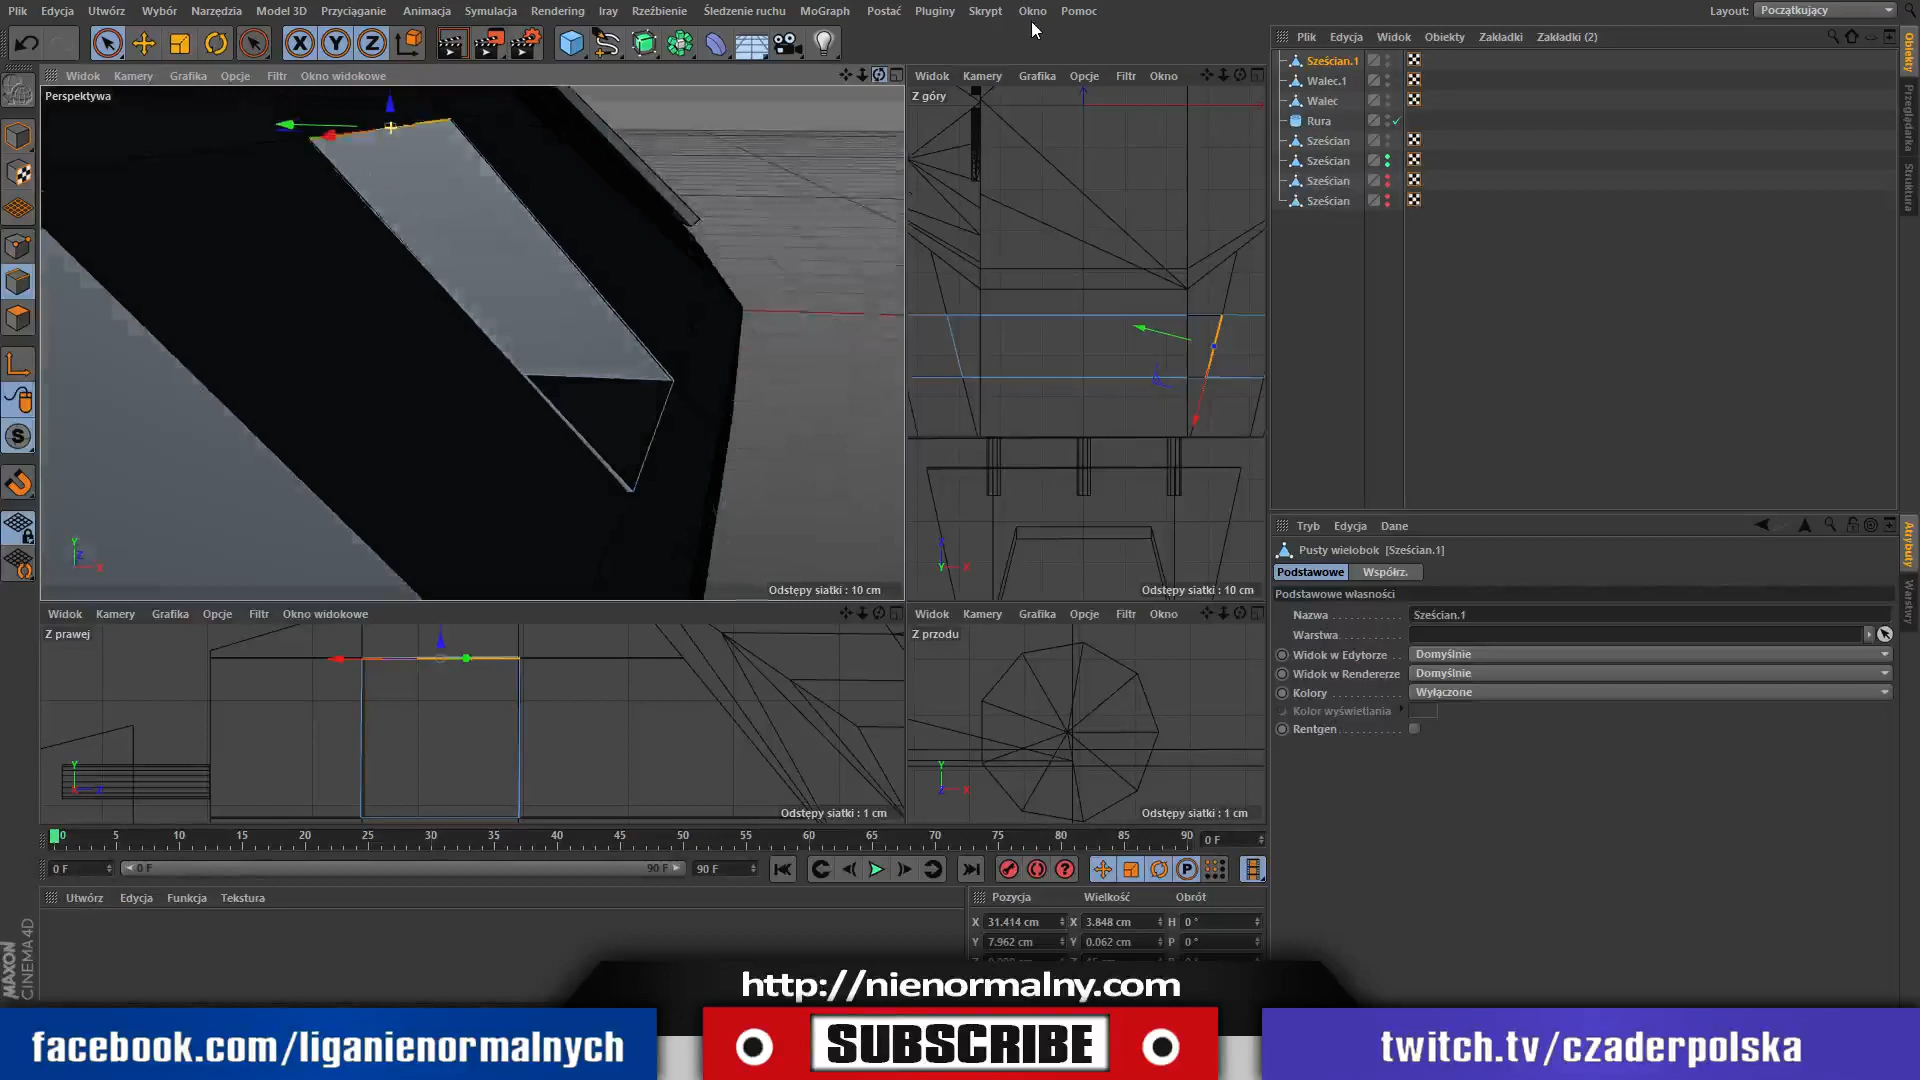 Plik Edycja Utwórz Wybór Narzędzia Model 3D Przyciąganie Animacja Symulacja Rendering Iray Rzeźbienie Śledzenie ruchu MoGraph Postać Pluginy Skrypt Okno Pomoc Layout: Początkujący
Plik Edycja Widok Obiekty Zakładki Zakładki (2)
Widok Kamery Grafika Opcje Filtr Okno widokowe
Widok Kamery Grafika Opcje Filtr Okno
Perspektywa
Z góry
Sześcian.1
Walec.1
Walec
Rura
Sześcian
Sześcian
Sześcian
Sześcian
Obiekty
Przeglądarka
Struktura
Odstępy siatki : 10 cm
Odstępy siatki : 10 cm
Tryb Edycja Dane
Pusty wielobok [Sześcian.1]
Podstawowe Współrz.
Podstawowe własności
Nazwa Sześcian.1
Warstwa
Widok w Edytorze Domyślnie
Widok w Rendererze Domyślnie
Kolory Wyłączone
Kolor wyświetlania
Rentgen
Atrybuty
Warstwy
Widok Kamery Grafika Opcje Filtr Okno widokowe
Widok Kamery Grafika Opcje Filtr Okno
Z prawej
Z przodu
Odstępy siatki : 1 cm
Odstępy siatki : 1 cm
0 5 10 15 20 25 30 35 40 45 50 55 60 65 70 75 80 85 90 0 F
0 F 0 F 90 F 90 F
Utwórz Edycja Funkcja Tekstura
Pozycja Wielkość Obrót
X 31.414 cm X 3.848 cm H 0 °
Y 7.962 cm Y 0.062 cm P 0 °
MAXON
CINEMA 4D
http://nienormalny.com
facebook.com/liganienormalnych
SUBSCRIBE
twitch.tv/czaderpolska